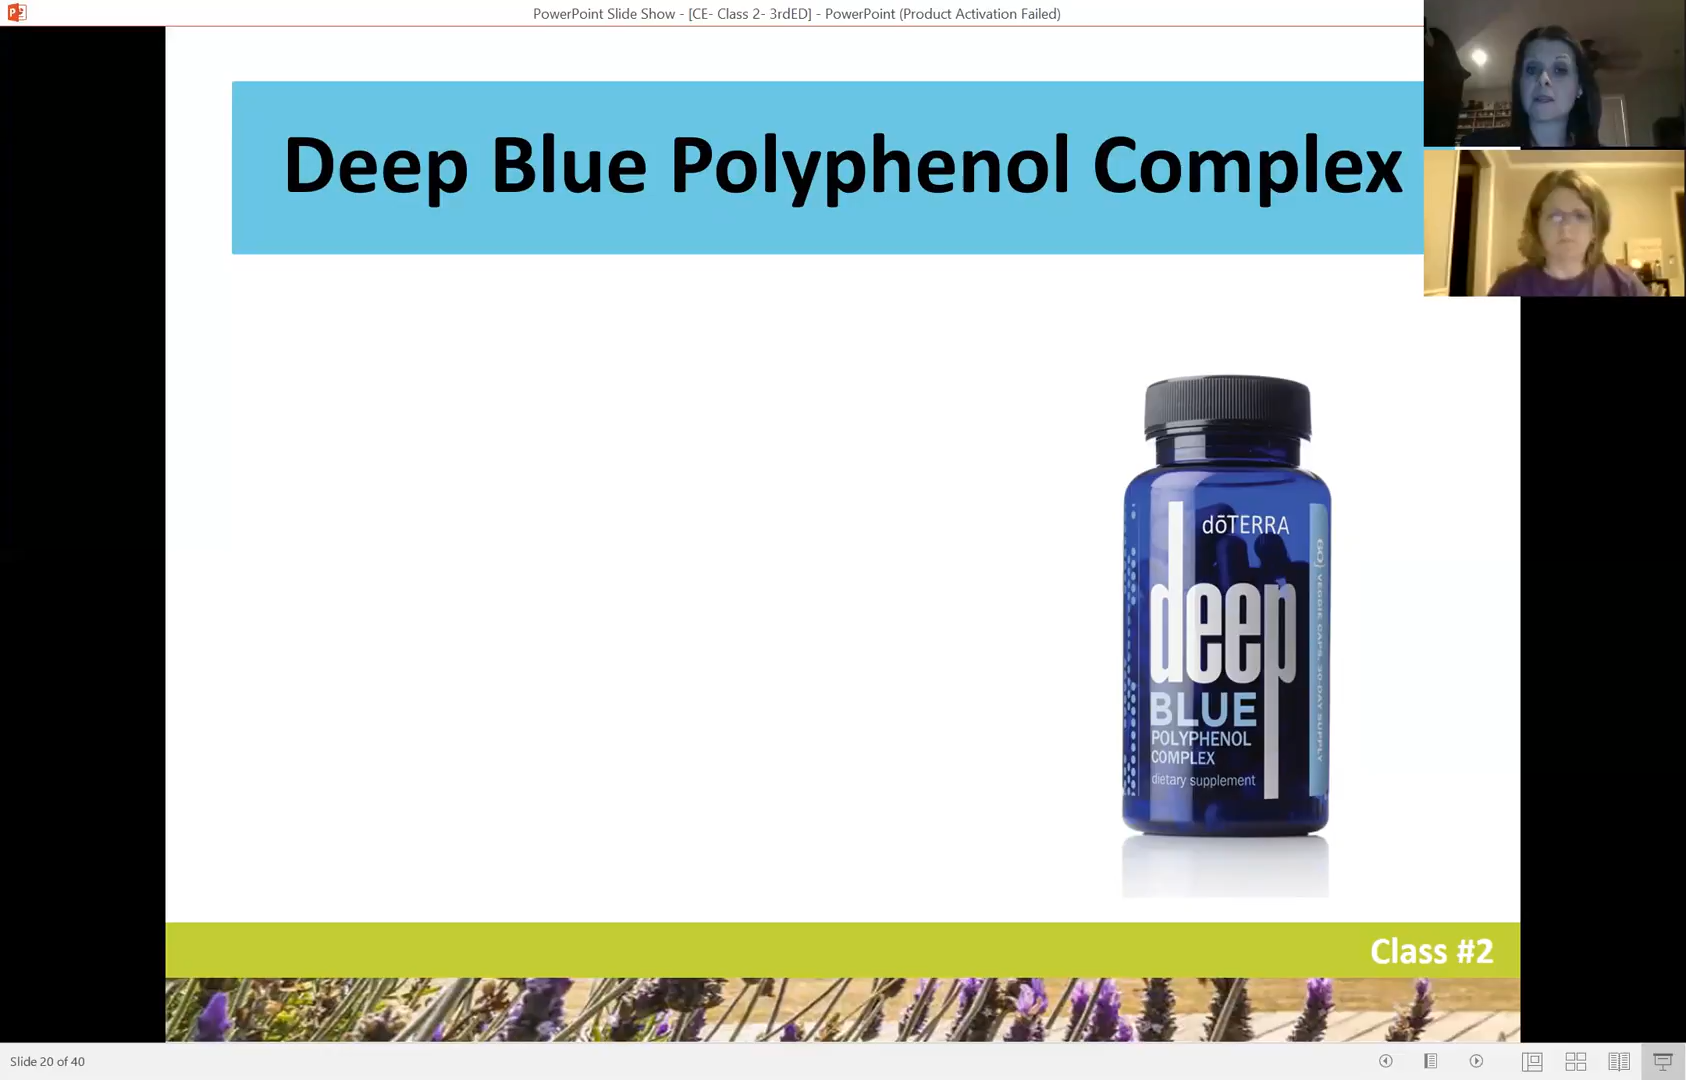 PowerPoint Slide Show - [CE- Class 2- 3rdED] - PowerPoint (Product Activation Failed)
Deep Blue Polyphenol Complex
dōTERRA
deep
BLUE
POLYPHENOL
COMPLEX
dietary supplement
60 VEGGIE CAPS, 30-DAY SUPPLY
Class #2
Slide 20 of 40